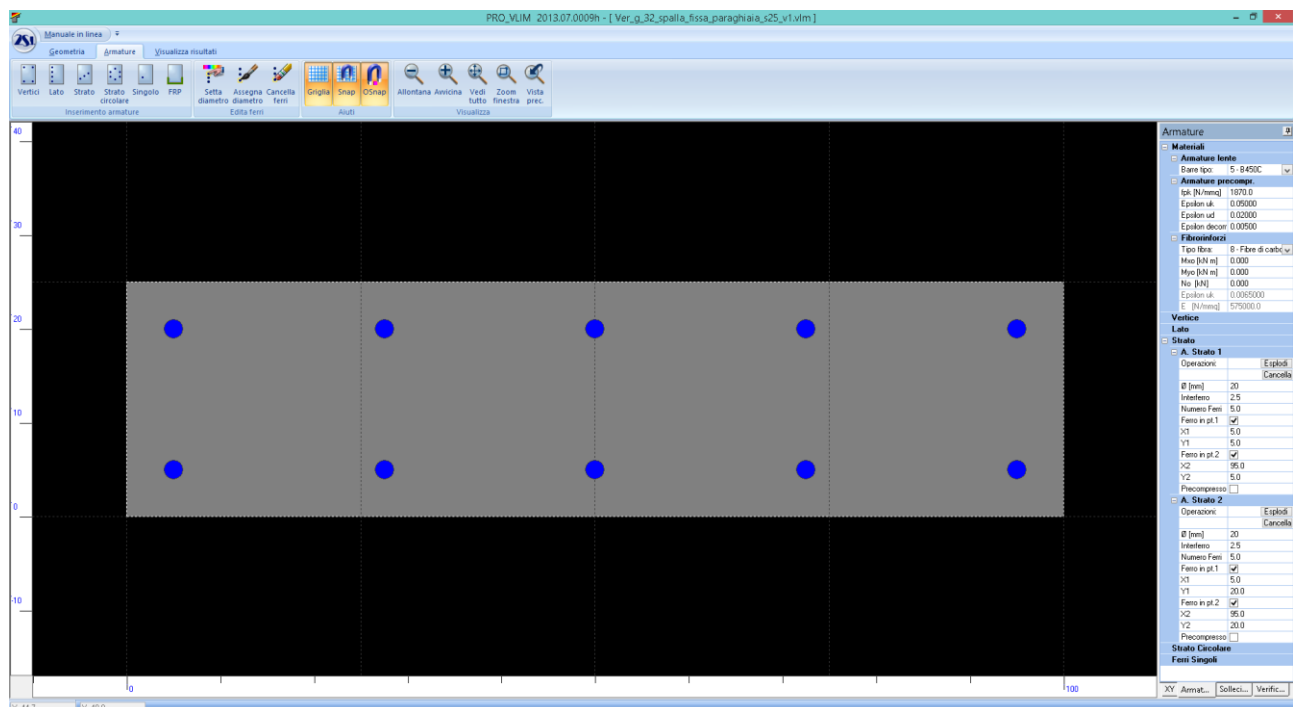 PRO_VLIM 2013.07.0009h - [ Ver_g_32_spalla_fissa_paraghiaia_s25_v1.vlm ]
2SI
Manuale in linea
Geometria Armature Visualizza risultati
Vertici Lato Strato Strato circolare Singolo FRP
Setta diametro Assegna diametro Cancella ferri
Griglia Snap OSnap
Allontana Avvicina Vedi tutto Zoom finestra Vista prec.
Inserimento armature Edita ferri Aiuti Visualizza
40
30
20
10
0
-10
0
100
Armature
Materiali
Armature lente
Barre tipo: 5 - B450C
Armature precompr.
fpk [N/mmq] 1870.0
Epsilon uk 0.05000
Epsilon ud 0.02000
Epsilon decom 0.00500
Fibrorinforzi
Tipo fibra: 8 - Fibre di carbo
Mxo [kN m] 0.000
Myo [kN m] 0.000
No [kN] 0.000
Epsilon uk 0.0065000
E [N/mmq] 575000.0
Vertice
Lato
Strato
A. Strato 1
Operazioni: Esplodi
Cancella
Ø [mm] 20
Interferro 2.5
Numero Ferri 5.0
Ferro in pt.1
X1 5.0
Y1 5.0
Ferro in pt.2
X2 95.0
Y2 5.0
Precompresso
A. Strato 2
Operazioni: Esplodi
Cancella
Ø [mm] 20
Interferro 2.5
Numero Ferri 5.0
Ferro in pt.1
X1 5.0
Y1 20.0
Ferro in pt.2
X2 95.0
Y2 20.0
Precompresso
Strato Circolare
Ferri Singoli
XY Armat... Solleci... Verific...